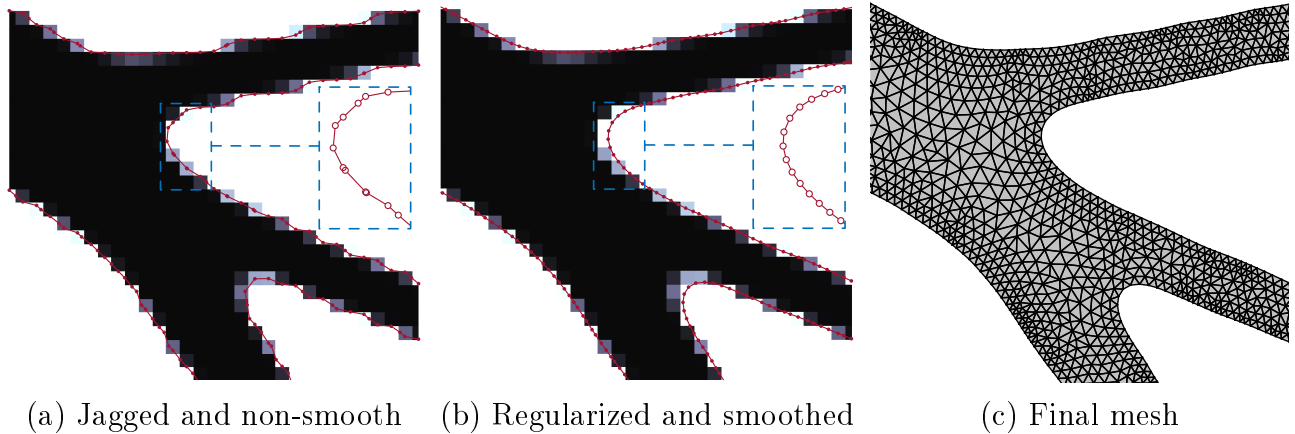 (a) Jagged and non-smooth
(b) Regularized and smoothed
(c) Final mesh